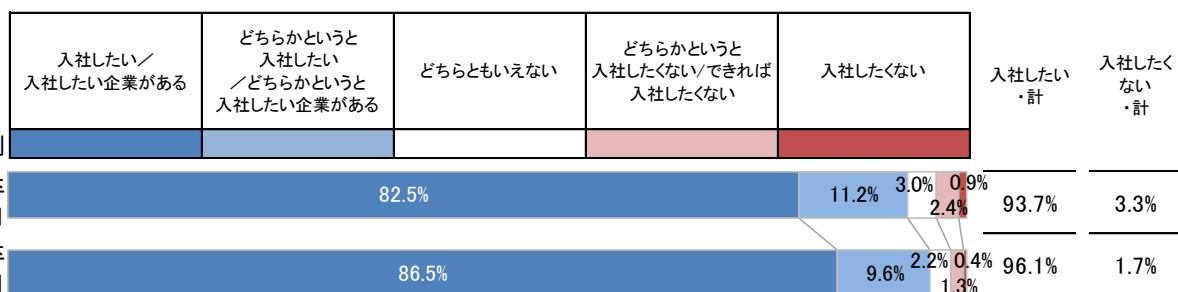 入社したい／
入社したい企業がある
どちらかというと
入社したい
／どちらかというと
入社したい企業がある
どちらともいえない
どちらかというと
入社したくない/できれば
入社したくない
入社したくない
入社したい
・計
入社したく
ない
・計
82.5%
11.2%
3.0%
2.4%
0.9%
93.7%
3.3%
86.5%
9.6%
2.2%
1.3%
0.4%
96.1%
1.7%